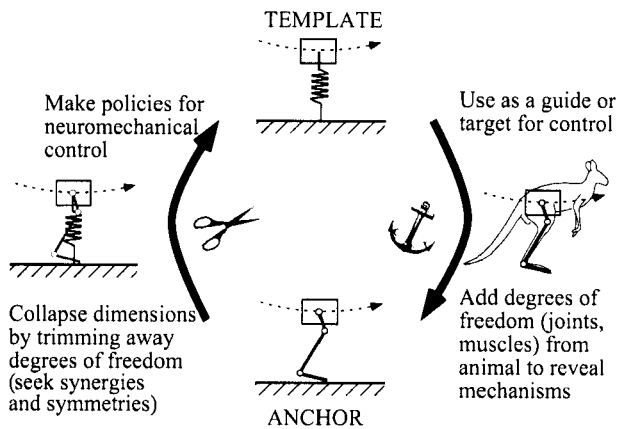 TEMPLATE
Make policies for
neuromechanical
control
Use as a guide or
target for control
Collapse dimensions
by trimming away
degrees of freedom
(seek synergies
and symmetries)
Add degrees of
freedom (joints,
muscles) from
animal to reveal
mechanisms
ANCHOR